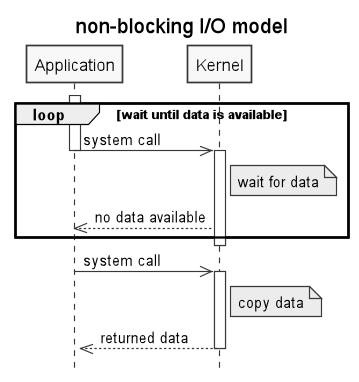 non-blocking I/O model
Application
Kernel
loop
[wait until data is available]
system call
wait for data
no data available
system call
copy data
returned data